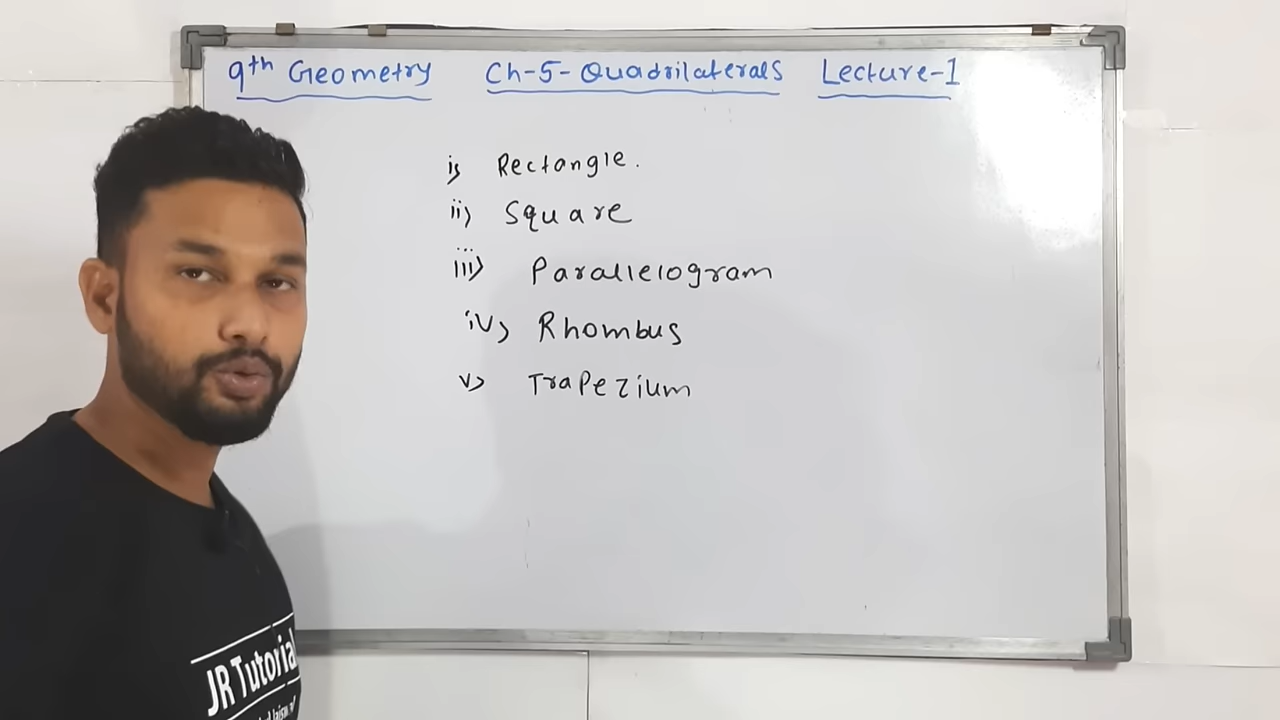 9th Geometry Ch-5-Quadrilaterals Lecture-1
i) Rectangle.
ii) Square
iii) Parallelogram
iv) Rhombus
v) Trapezium
JR Tutorial